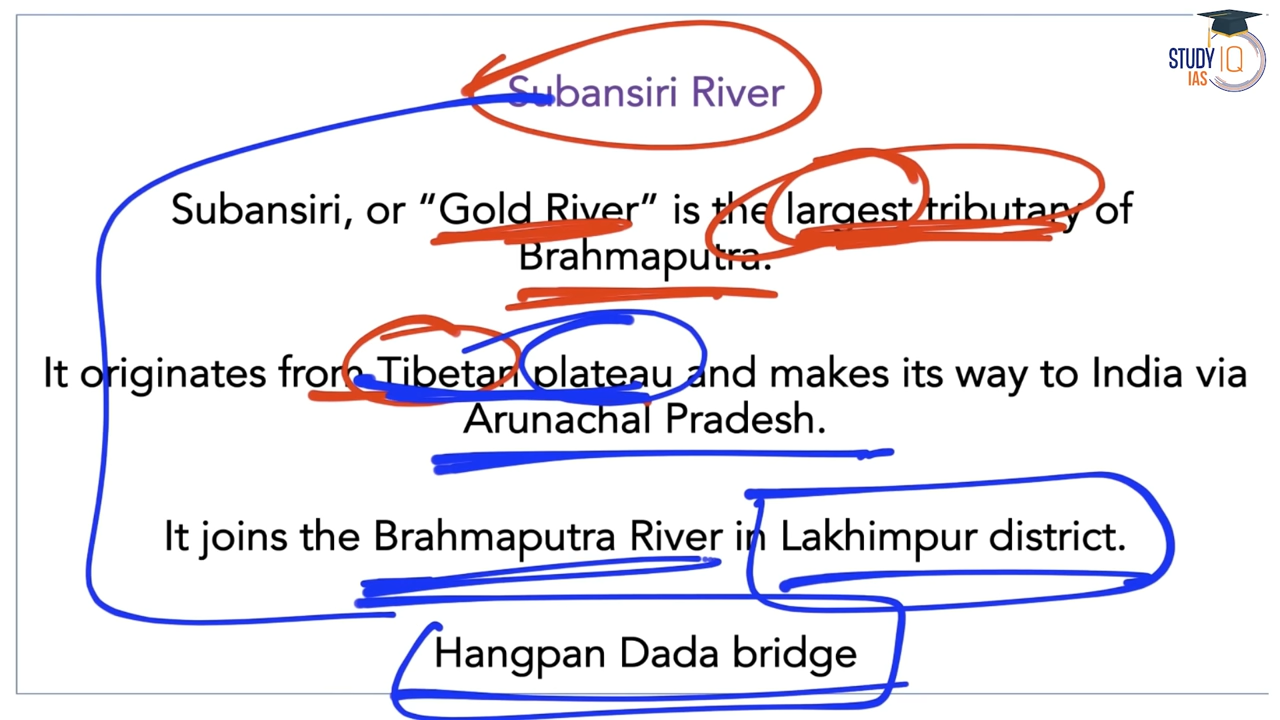 STUDY IQ
IAS
Subansiri River
Subansiri, or “Gold River” is the largest tributary of
Brahmaputra.
It originates from Tibetan plateau and makes its way to India via
Arunachal Pradesh.
It joins the Brahmaputra River in Lakhimpur district.
Hangpan Dada bridge